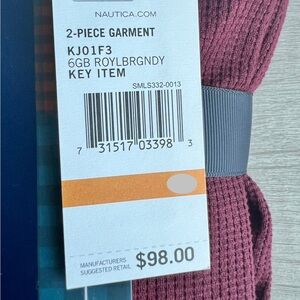 NAUTICA.COM
2-PIECE GARMENT
KJ01F3
6GB ROYLBRGNDY
KEY ITEM
SMLS332-0013
7 31517 03398 3
MANUFACTURERS
SUGGESTED RETAIL $98.00